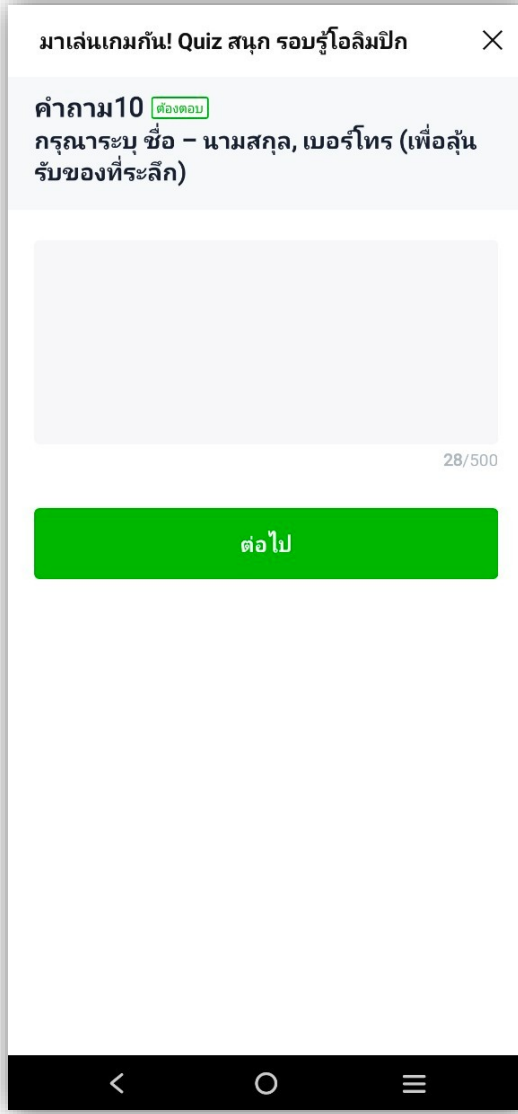 มาเล่นเกมกัน! Quiz สนุก รอบรู้โอลิมปิก
คำถาม10 ต้องตอบ
กรุณาระบุ ชื่อ – นามสกุล, เบอร์โทร (เพื่อลุ้น
รับของที่ระลึก)
28/500
ต่อไป